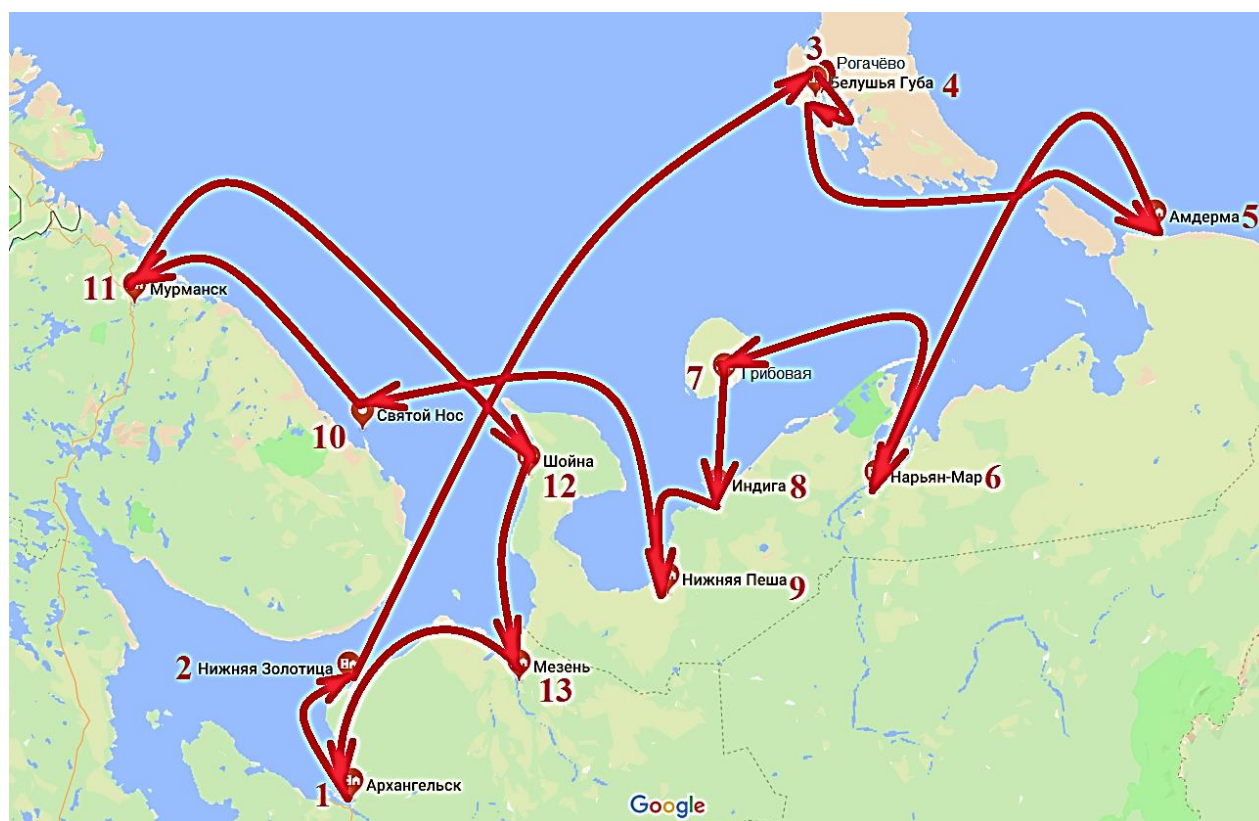 3
Рогачёво
Белушья Губа 4
Амдерма 5
11 Мурманск
7 Грибовая
Святой Нос
10
Шойна
12
Индига 8
Нарьян-Мар 6
Нижняя Пеша 9
2 Нижняя Золотица
Мезень
13
1 Архангельск
Google